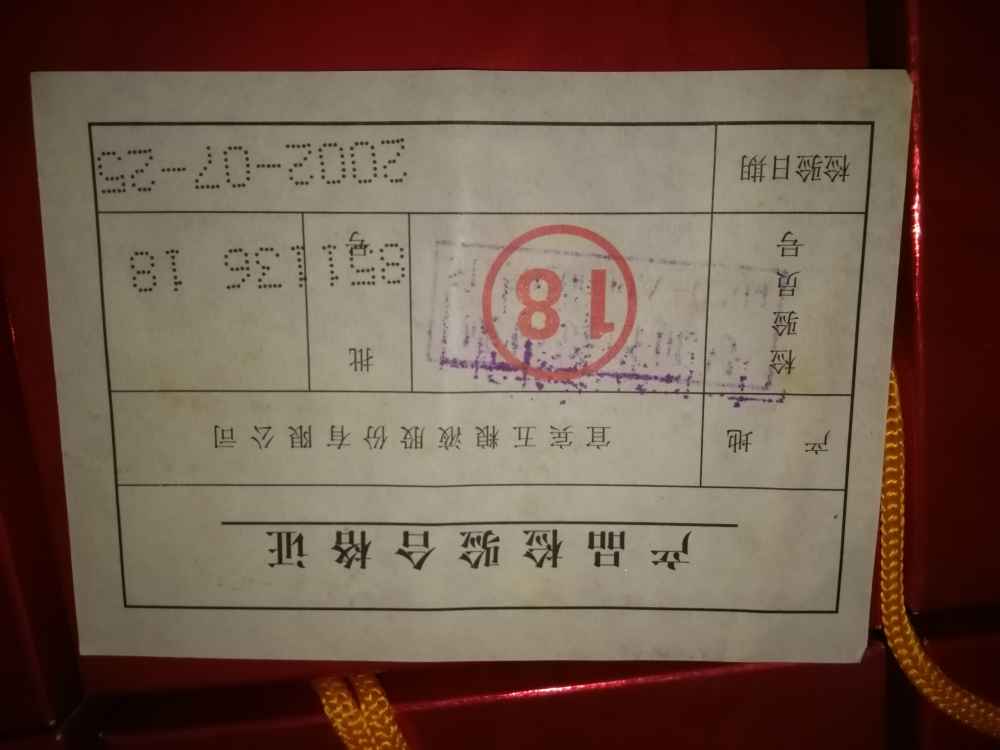 产品检验合格证
产地 宜宾五粮液股份有限公司
检验员号 18 批号 851136 18
检验日期 2002-07-25